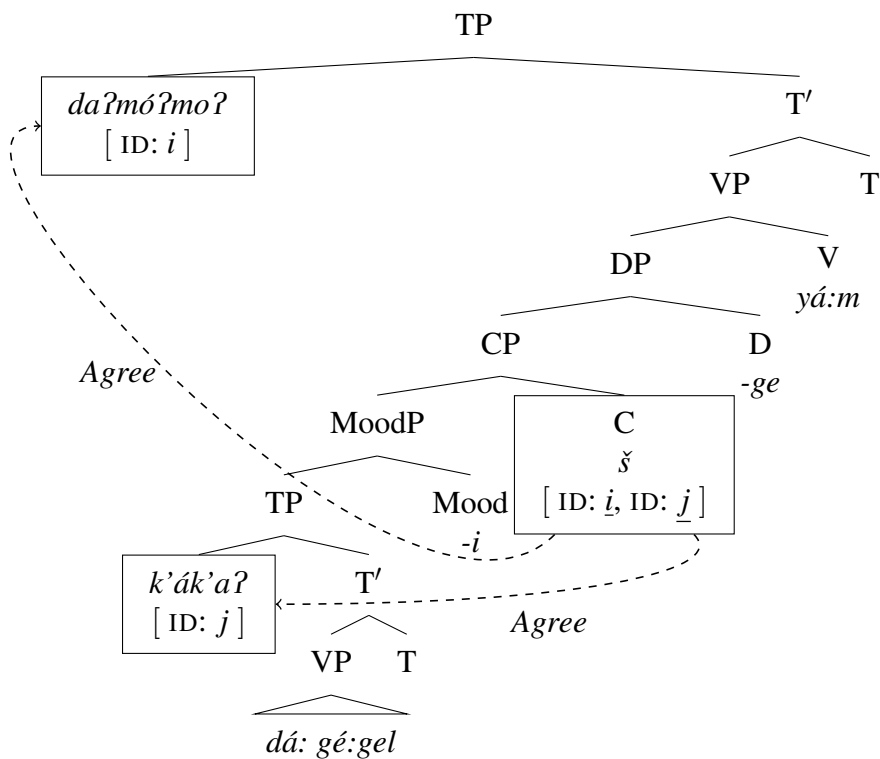 TP
daʔmóʔmoʔ
[ ID: i ]
T′
VP T
DP V
yá:m
Agree
CP D
-ge
MoodP C
š
[ ID: i, ID: j ]
TP Mood
-i
k’ák’aʔ
[ ID: j ]
T′
Agree
VP T
dá: gé:gel